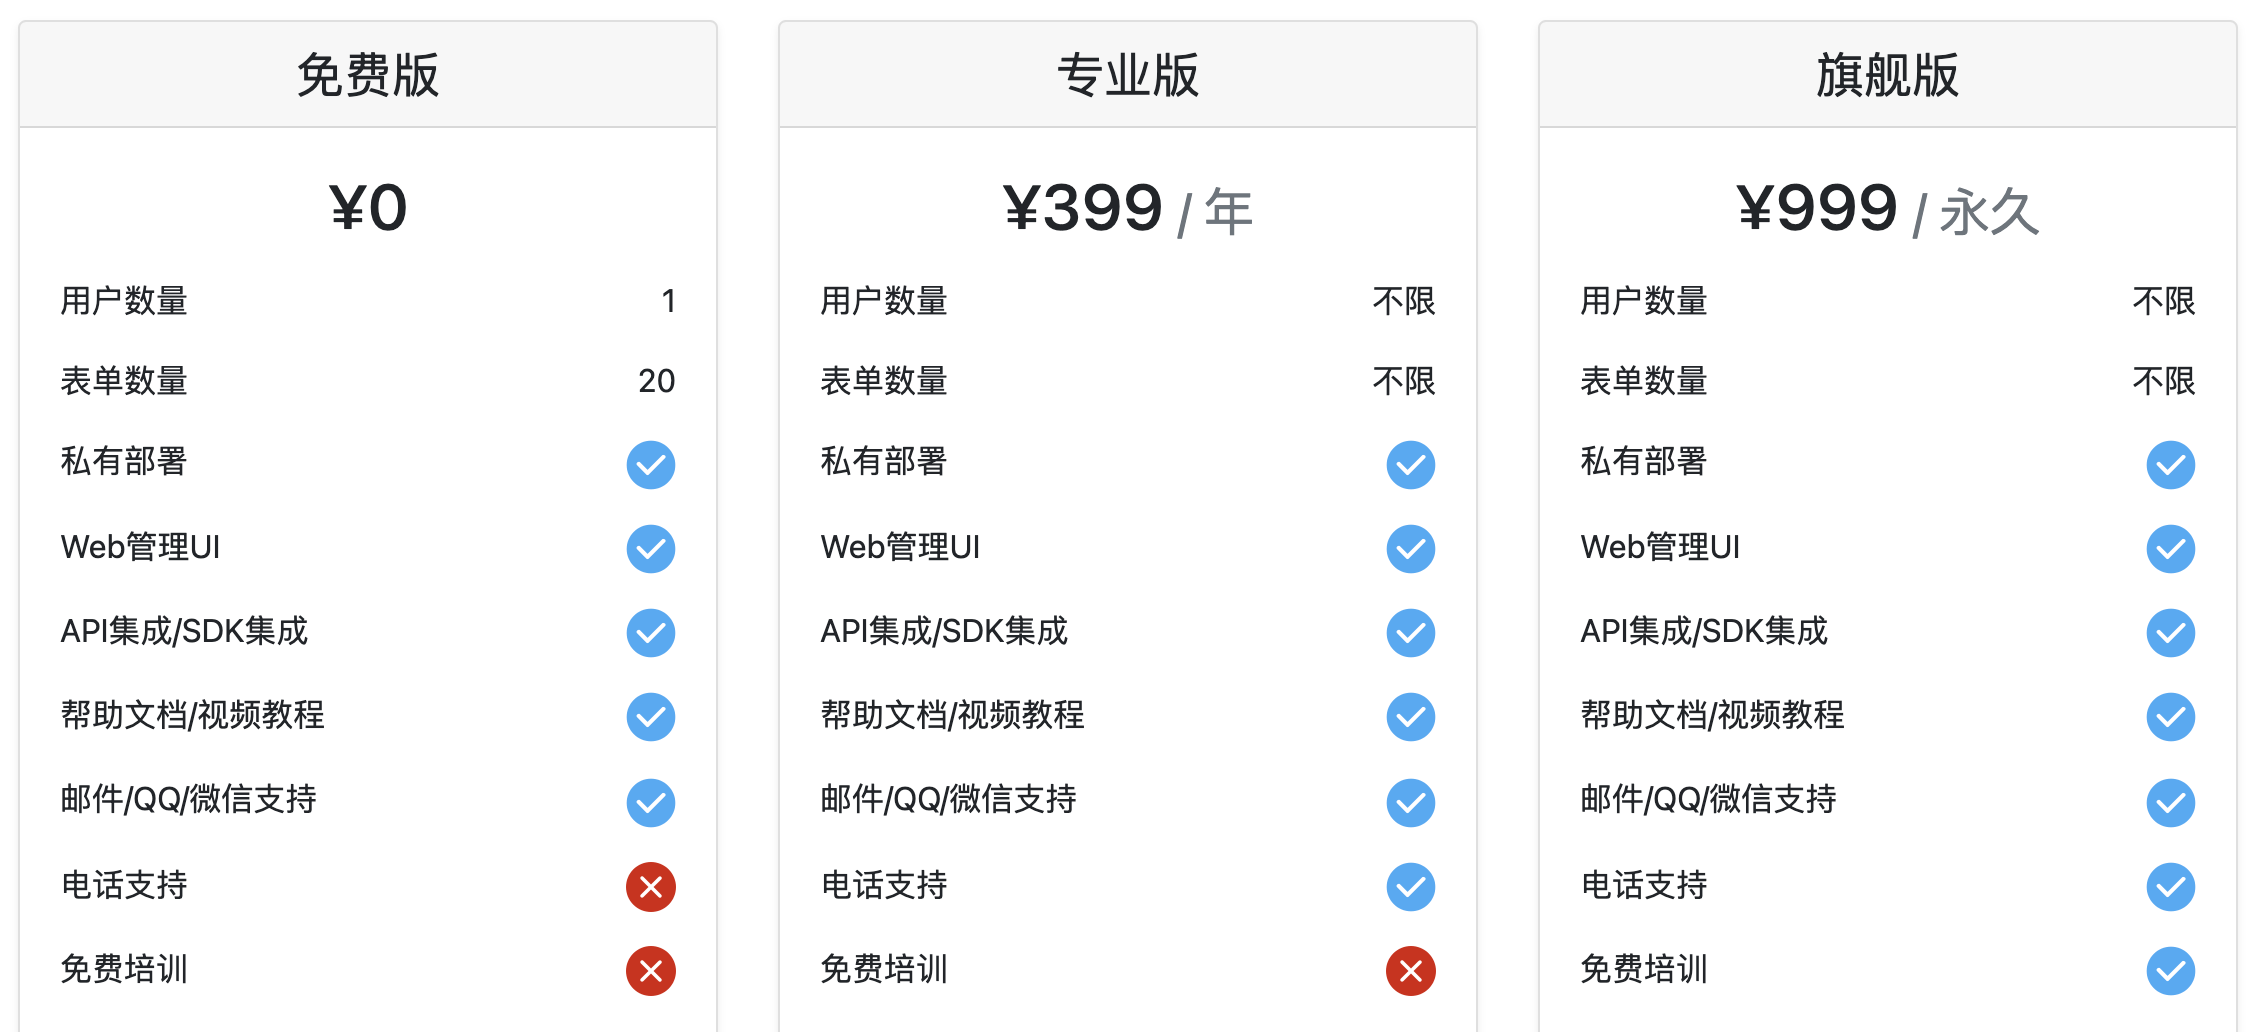 免费版
¥0
用户数量 1
表单数量 20
私有部署
Web管理UI
API集成/SDK集成
帮助文档/视频教程
邮件/QQ/微信支持
电话支持
免费培训
专业版
¥399 / 年
用户数量 不限
表单数量 不限
私有部署
Web管理UI
API集成/SDK集成
帮助文档/视频教程
邮件/QQ/微信支持
电话支持
免费培训
旗舰版
¥999 / 永久
用户数量 不限
表单数量 不限
私有部署
Web管理UI
API集成/SDK集成
帮助文档/视频教程
邮件/QQ/微信支持
电话支持
免费培训